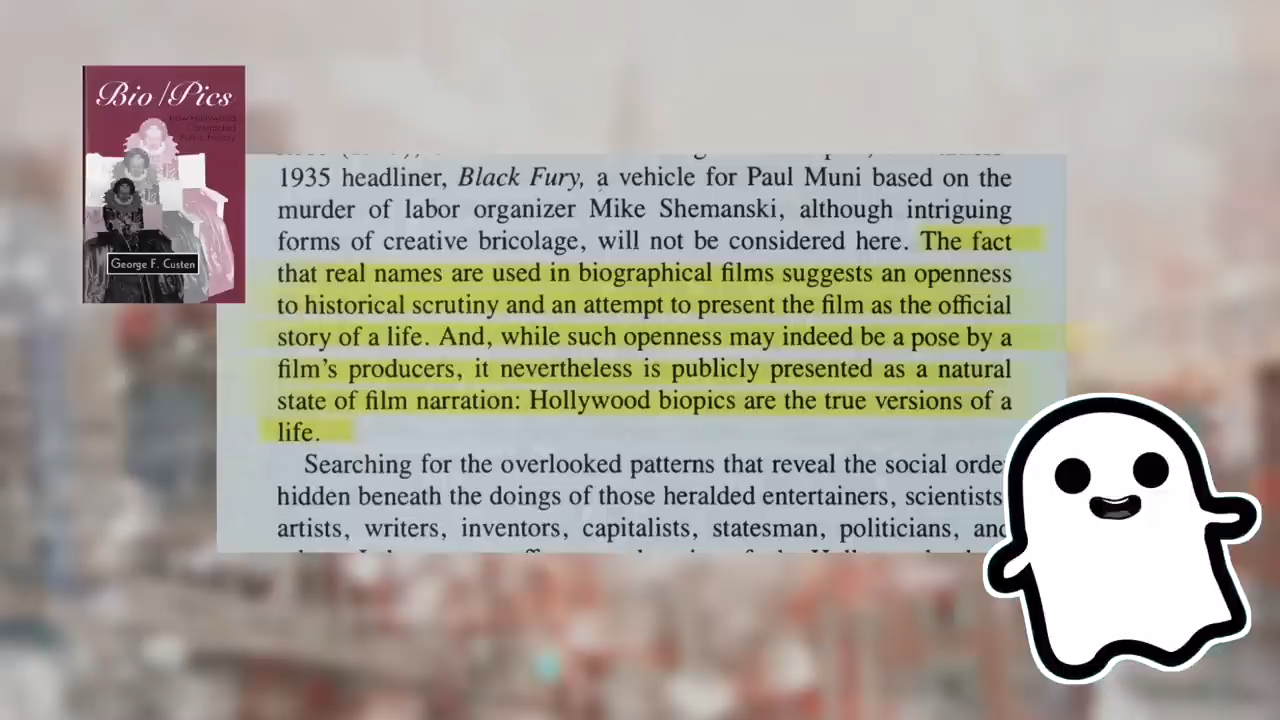 Bio/Pics
How Hollywood
Constructed
Public History
George F. Custen
1935 headliner, Black Fury, a vehicle for Paul Muni based on the
murder of labor organizer Mike Shemanski, although intriguing
forms of creative bricolage, will not be considered here. The fact
that real names are used in biographical films suggests an openness
to historical scrutiny and an attempt to present the film as the official
story of a life. And, while such openness may indeed be a pose by a
film's producers, it nevertheless is publicly presented as a natural
state of film narration: Hollywood biopics are the true versions of a
life.
Searching for the overlooked patterns that reveal the social orde
hidden beneath the doings of those heralded entertainers, scientists
artists, writers, inventors, capitalists, statesman, politicians, and